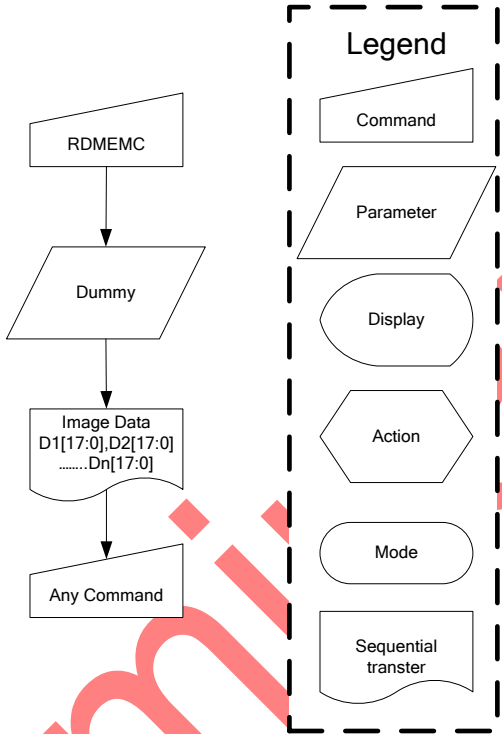 RDMEMC
Dummy
Image Data
D1[17:0],D2[17:0]
........Dn[17:0]
Any Command
Legend
Command
Parameter
Display
Action
Mode
Sequential
transter